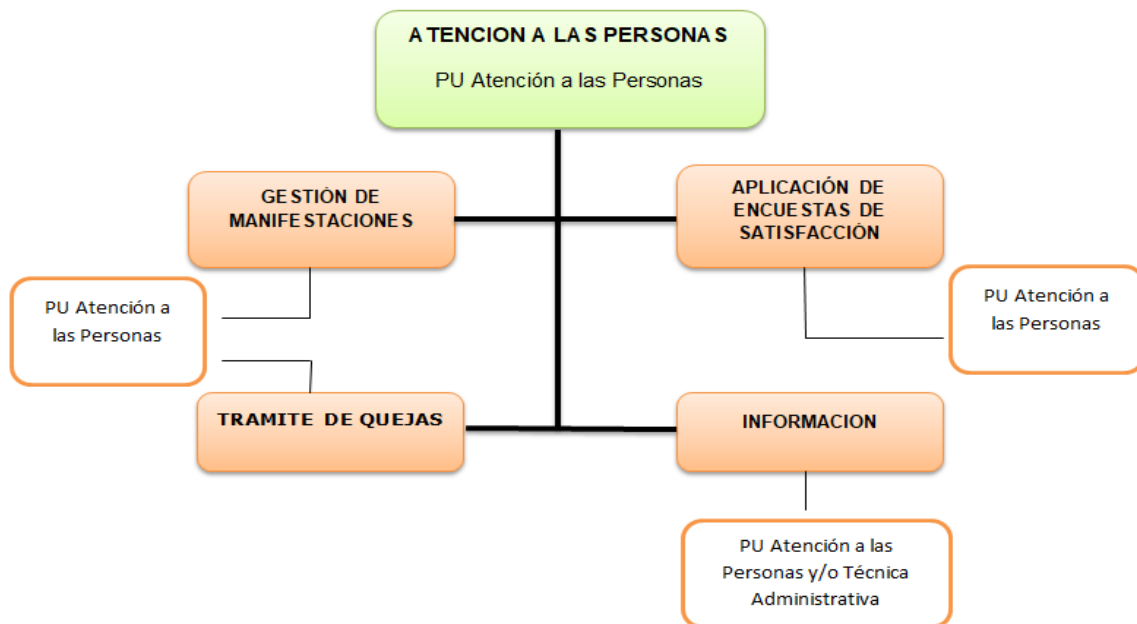 ATENCION A LAS PERSONAS
PU Atención a las Personas
GESTIÓN DE
MANIFESTACIONES
APLICACIÓN DE
ENCUESTAS DE
SATISFACCIÓN
PU Atención a
las Personas
PU Atención a
las Personas
TRAMITE DE QUEJAS
INFORMACION
PU Atención a las
Personas y/o Técnica
Administrativa